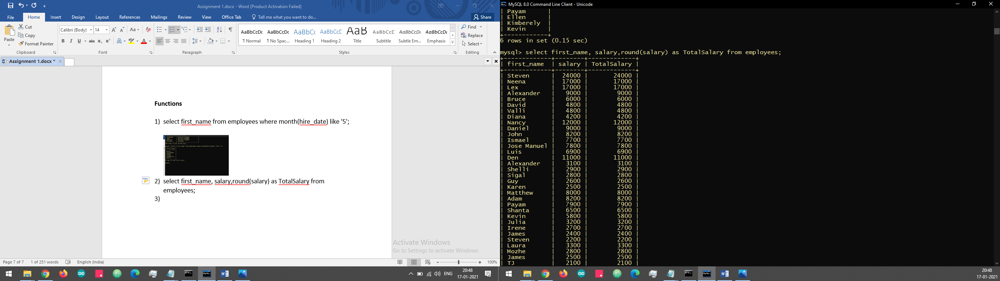 Assignment 1.docx - Word (Product Activation Failed)
File Home Insert Design Layout References Mailings Review View Office Tab Tell me what you want to do... Share
Paste
Cut
Copy
Format Painter
Clipboard
Calibri (Body) 14
Font
Paragraph
AaBbCcDc AaBbCcDc AaBbC( AaBbCcD AaB AaBbCcD AaBbCcDc AaBbCcDc
¶ Normal ¶ No Spac... Heading 1 Heading 2 Title Subtitle Subtle Em... Emphasis
Styles
Find
Replace
Select
Editing
Assignment 1.docx *
Functions
1) select first_name from employees where month(hire_date) like '5';
2) select first_name, salary,round(salary) as TotalSalary from
employees;
3)
Activate Windows
Go to Settings to activate Windows.
Page 7 of 7 1 of 251 words English (India) 100%
ENG 20:48
17-01-2021
MySQL 8.0 Command Line Client - Unicode
| Payam |
| Ellen |
| Kimberely |
| Kevin |
+------------+
6 rows in set (0.15 sec)
mysql> select first_name, salary,round(salary) as TotalSalary from employees;
+-------------+--------+-------------+
| first_name | salary | TotalSalary |
+-------------+--------+-------------+
| Steven | 24000 | 24000 |
| Neena | 17000 | 17000 |
| Lex | 17000 | 17000 |
| Alexander | 9000 | 9000 |
| Bruce | 6000 | 6000 |
| David | 4800 | 4800 |
| Valli | 4800 | 4800 |
| Diana | 4200 | 4200 |
| Nancy | 12000 | 12000 |
| Daniel | 9000 | 9000 |
| John | 8200 | 8200 |
| Ismael | 7700 | 7700 |
| Jose Manuel | 7800 | 7800 |
| Luis | 6900 | 6900 |
| Den | 11000 | 11000 |
| Alexander | 3100 | 3100 |
| Shelli | 2900 | 2900 |
| Sigal | 2800 | 2800 |
| Guy | 2600 | 2600 |
| Karen | 2500 | 2500 |
| Matthew | 8000 | 8000 |
| Adam | 8200 | 8200 |
| Payam | 7900 | 7900 |
| Shanta | 6500 | 6500 |
| Kevin | 5800 | 5800 |
| Julia | 3200 | 3200 |
| Irene | 2700 | 2700 |
| James | 2400 | 2400 |
| Steven | 2200 | 2200 |
| Laura | 3300 | 3300 |
| Mozhe | 2800 | 2800 |
| James | 2500 | 2500 |
| TJ | 2100 | 2100 |
20:48
17-01-2021